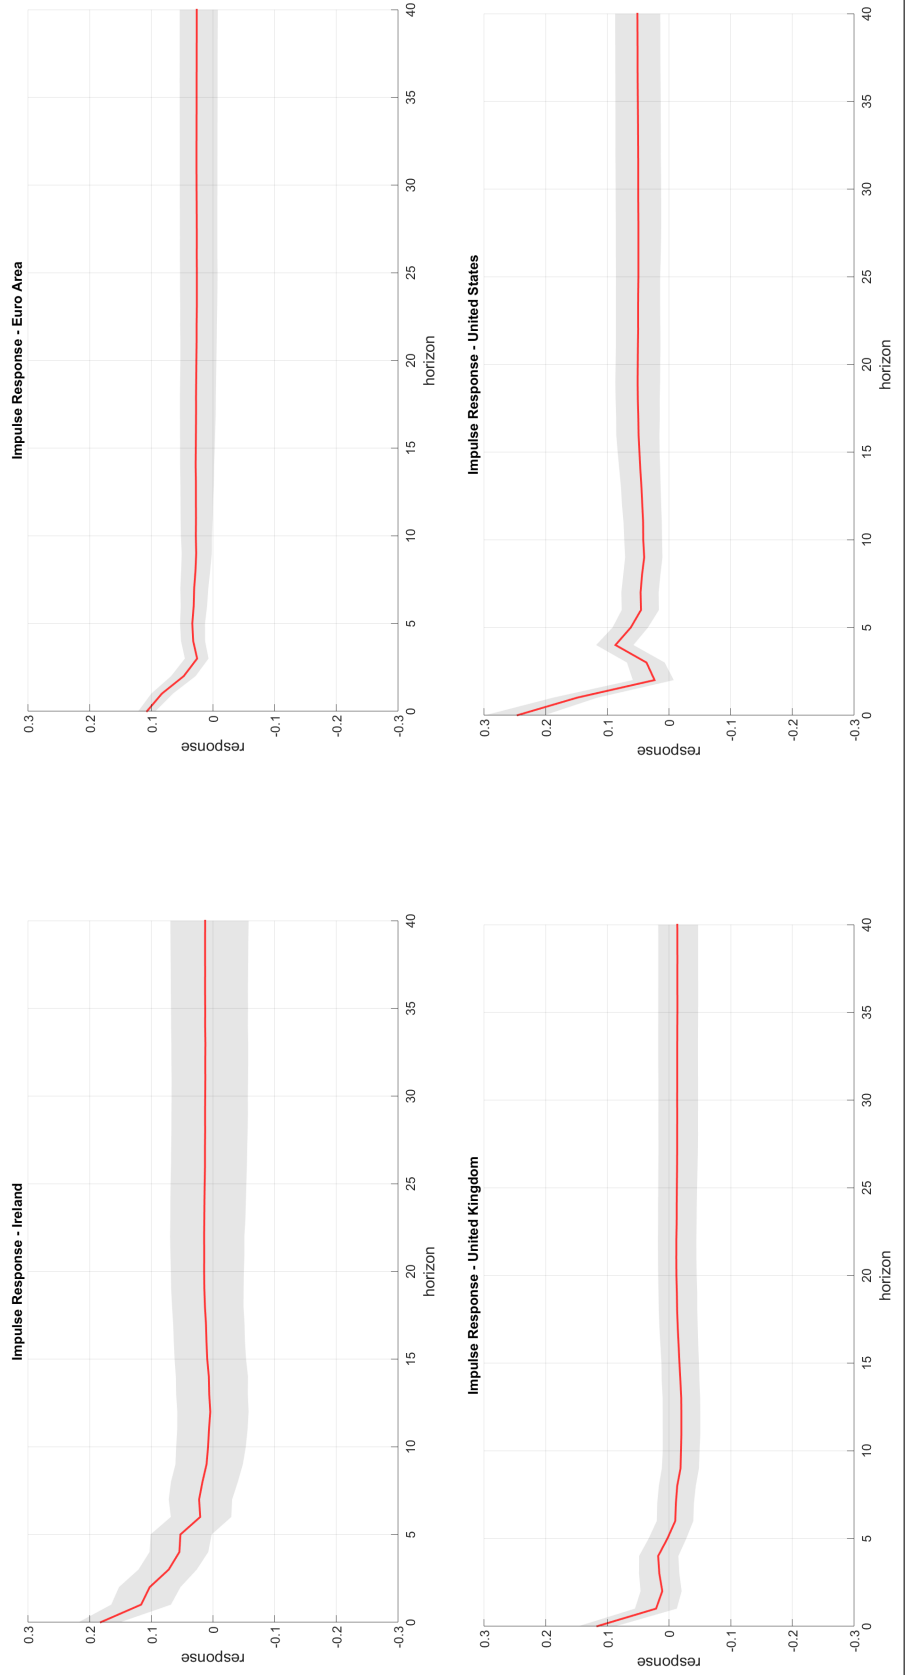 Impulse Response - Ireland
0.3
0.2
0.1
0
-0.1
-0.2
-0.3
response
0 5 10 15 20 25 30 35 40
horizon
Impulse Response - Euro Area
0.3
0.2
0.1
0
-0.1
-0.2
-0.3
response
0 5 10 15 20 25 30 35 40
horizon
Impulse Response - United Kingdom
0.3
0.2
0.1
0
-0.1
-0.2
-0.3
response
0 5 10 15 20 25 30 35 40
horizon
Impulse Response - United States
0.3
0.2
0.1
0
-0.1
-0.2
-0.3
response
0 5 10 15 20 25 30 35 40
horizon